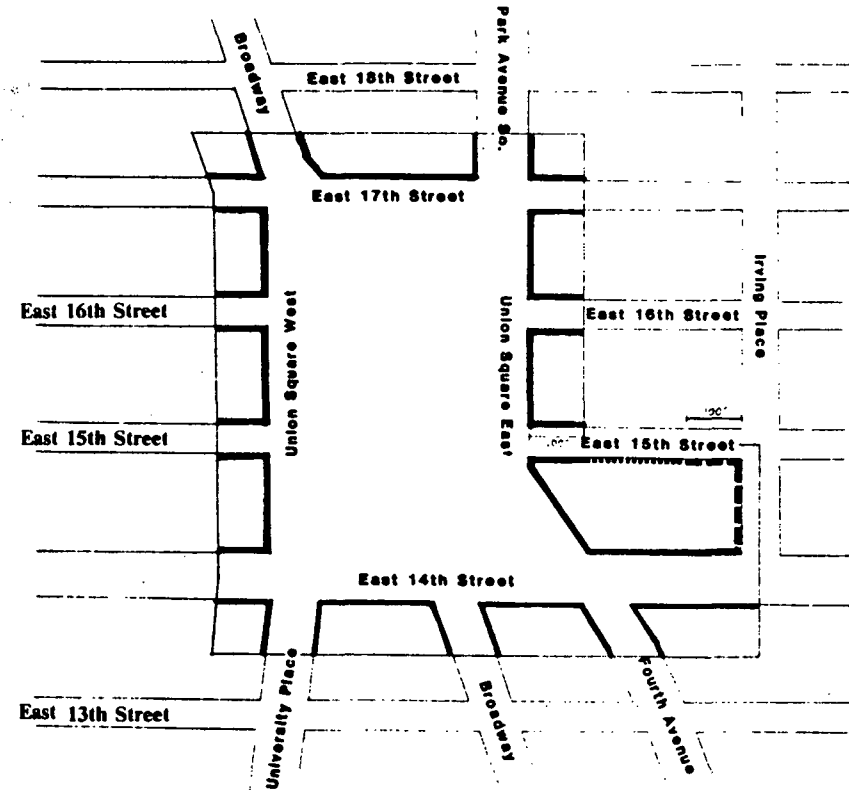 Broadway
Park Avenue So.
East 18th Street
East 17th Street
Irving Place
East 16th Street
Union Square West
Union Square East
East 16th Street
100'
East 15th Street
100'
East 15th Street
East 14th Street
University Place
Broadway
Fourth Avenue
East 13th Street